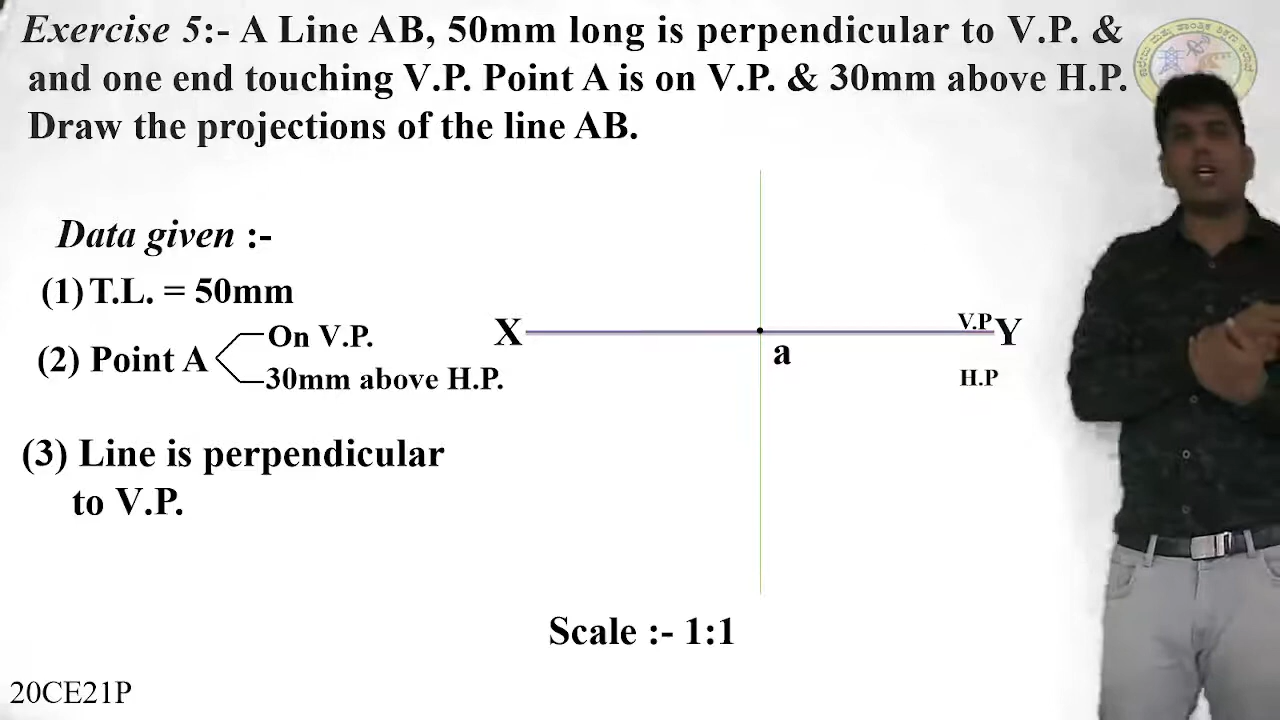 Exercise 5:- A Line AB, 50mm long is perpendicular to V.P. &
and one end touching V.P. Point A is on V.P. & 30mm above H.P.
Draw the projections of the line AB.
Data given :-
(1) T.L. = 50mm
(2) Point A
On V.P.
30mm above H.P.
(3) Line is perpendicular
to V.P.
X
V.P
Y
a
H.P
Scale :- 1:1
20CE21P